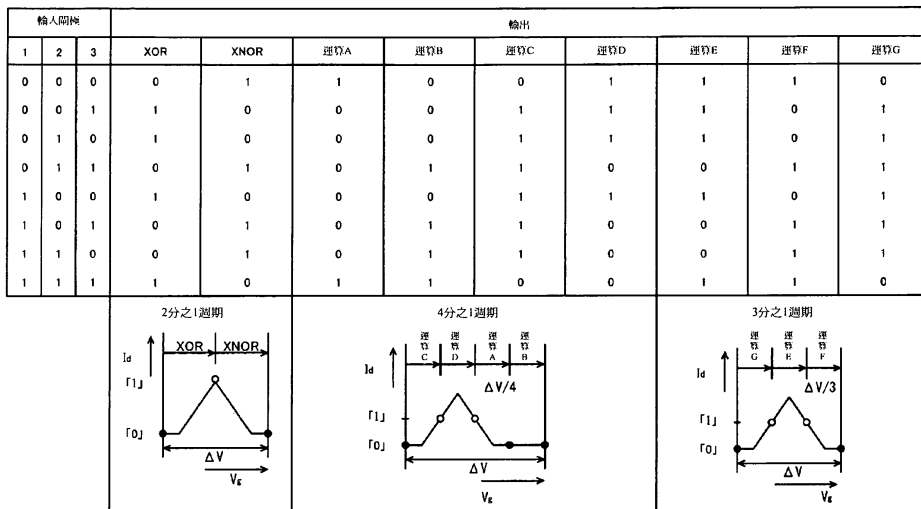 輸入閘極 輸出
1 2 3 XOR XNOR 運算A 運算B 運算C 運算D 運算E 運算F 運算G
0 0 0 0 1 1 0 0 1 1 1 0
0 0 1 1 0 0 0 1 1 1 0 1
0 1 0 1 0 0 0 1 1 1 0 1
0 1 1 0 1 0 1 1 0 0 1 1
1 0 0 1 0 0 0 1 1 1 0 1
1 0 1 0 1 0 1 1 0 0 1 1
1 1 0 0 1 0 1 1 0 0 1 1
1 1 1 1 0 1 1 0 0 1 1 0
2分之1週期
XOR XNOR
Id
「1」
「0」
ΔV
Vg
4分之1週期
運算C 運算D 運算A 運算B
Id
ΔV/4
「1」
「0」
ΔV
Vg
3分之1週期
運算G 運算E 運算F
Id
ΔV/3
「1」
「0」
ΔV
Vg